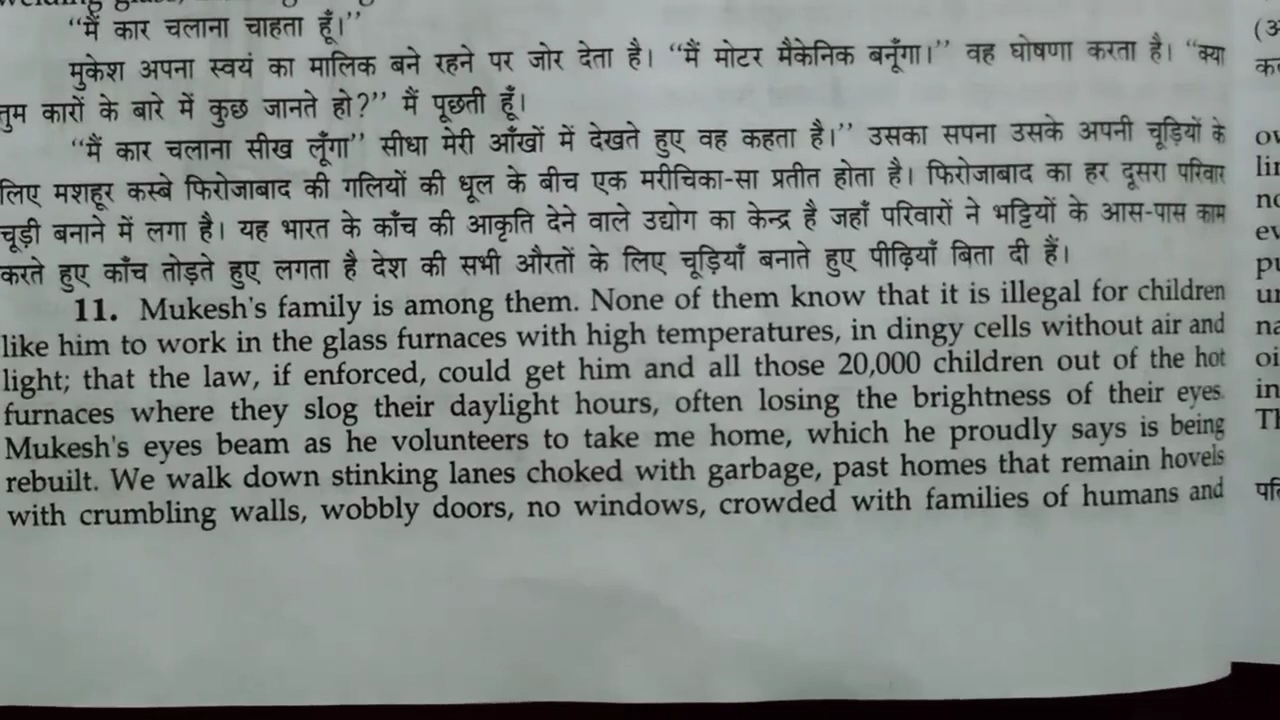 “मैं कार चलाना चाहता हूँ।”
मुकेश अपना स्वयं का मालिक बने रहने पर जोर देता है। “मैं मोटर मैकेनिक बनूँगा।” वह घोषणा करता है। “क्या
तुम कारों के बारे में कुछ जानते हो?” मैं पूछती हूँ।
“मैं कार चलाना सीख लूँगा” सीधा मेरी आँखों में देखते हुए वह कहता है।” उसका सपना उसके अपनी चूड़ियों के
लिए मशहूर कस्बे फिरोजाबाद की गलियों की धूल के बीच एक मरीचिका-सा प्रतीत होता है। फिरोजाबाद का हर दूसरा परिवार
चूड़ी बनाने में लगा है। यह भारत के काँच की आकृति देने वाले उद्योग का केन्द्र है जहाँ परिवारों ने भट्टियों के आस-पास काम
करते हुए काँच तोड़ते हुए लगता है देश की सभी औरतों के लिए चूड़ियाँ बनाते हुए पीढ़ियाँ बिता दी हैं।
11. Mukesh's family is among them. None of them know that it is illegal for children
like him to work in the glass furnaces with high temperatures, in dingy cells without air and
light; that the law, if enforced, could get him and all those 20,000 children out of the hot
furnaces where they slog their daylight hours, often losing the brightness of their eyes.
Mukesh's eyes beam as he volunteers to take me home, which he proudly says is being
rebuilt. We walk down stinking lanes choked with garbage, past homes that remain hovels
with crumbling walls, wobbly doors, no windows, crowded with families of humans and